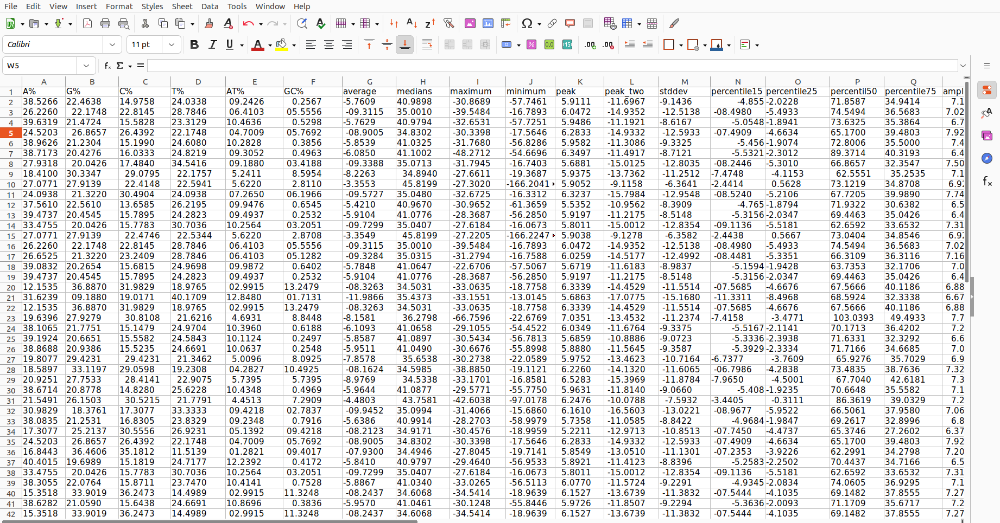 File Edit View Insert Format Styles Sheet Data Tools Window Help
Calibri 11 pt
W5
A B C D E F G H I J K L M N O P Q
1 A% G% C% T% AT% GC% average medians maximum minimum peak peak_two stddev percentile15 percentile25 percentil50 percentile75 ampl
2 38.5266 22.4638 14.9758 24.0338 09.2426 0.2567 -5.7609 40.9898 -30.8689 -57.7461 5.9111 -11.6967 -9.1436 -4.855 -2.0228 71.8587 34.9414 7.1
3 26.2260 22.1748 22.8145 28.7846 06.4103 05.5556 -09.3115 35.0010 -39.5484 -16.7893 6.0472 -14.9352 -12.5138 -08.4980 -5.4933 74.5494 36.5683 7.02
4 39.6319 21.4724 15.5828 23.3129 10.4636 0.5298 -5.7629 40.9794 -32.6531 -57.7251 5.9486 -11.1921 -8.6167 -5.0548 -1.8941 73.6325 35.3864 6.7
5 24.5203 26.8657 26.4392 22.1748 04.7009 05.7692 -08.9005 34.8302 -30.3398 -17.5646 6.2833 -14.9332 -12.5933 -07.4909 -4.6634 65.1700 39.4803 7.92
6 38.9626 21.2304 15.1990 24.6080 10.2828 0.3856 -5.8539 41.0325 -31.7680 -56.8286 5.9582 -11.3086 -9.3325 -5.456 -1.9074 72.8006 35.5000 7.4
7 38.7173 20.4276 16.0333 24.8219 09.3052 0.4963 -6.0850 41.1002 -48.2712 -54.6696 6.3497 -11.4917 -8.7121 -5.5321 -2.3012 89.3714 40.3193 6.4
8 27.9318 20.0426 17.4840 34.5416 09.1880 03.4188 -09.3388 35.0713 -31.7945 -16.7403 5.6881 -15.0125 -12.8035 -08.2446 -5.3010 66.8657 32.3547 7.50
9 18.4100 30.3347 29.0795 22.1757 5.2411 8.5954 -8.2263 34.8940 -27.6611 -19.3687 5.9375 -13.7362 -11.2512 -7.4748 -4.1153 62.5551 35.2535 7.1
10 27.0771 27.9139 22.4148 22.5941 5.6220 2.8110 -3.3553 45.8199 -27.3020 -166.2041 5.9052 -9.1158 -6.3641 -2.4414 0.5628 73.1219 34.8708 6.92
11 24.0938 21.3220 30.4904 24.0938 07.2650 06.1966 -09.5727 35.0480 -32.6725 -16.3312 6.3237 -15.7984 -12.9548 -08.5240 -5.2106 67.7205 39.9890 7.74
12 37.5610 22.5610 13.6585 26.2195 09.9476 0.6545 -5.4210 40.9670 -30.9652 -61.3659 5.5352 -10.9562 -8.3909 -4.765 -1.8794 71.9322 30.6382 6.5
13 39.4737 20.4545 15.7895 24.2823 09.4937 0.2532 -5.9104 41.0776 -28.3687 -56.2850 5.9197 -11.2175 -8.5148 -5.3156 -2.0347 69.4463 35.0426 6.4
14 33.4755 20.0426 15.7783 30.7036 10.2564 03.2051 -09.7299 35.0407 -27.6184 -16.0673 5.8011 -15.0012 -12.8354 -09.1136 -5.5181 62.6592 33.6532 7.31
15 27.0771 27.9139 22.4746 22.5344 5.6220 2.8708 -3.3549 45.8199 -27.2205 -166.2247 5.9038 -9.1278 -6.3582 -2.4438 0.5667 73.0404 34.8546 6.92
16 26.2260 22.1748 22.8145 28.7846 06.4103 05.5556 -09.3115 35.0010 -39.5484 -16.7893 6.0472 -14.9352 -12.5138 -08.4980 -5.4933 74.5494 36.5683 7.02
17 26.6525 21.3220 23.2409 28.7846 06.4103 05.1282 -09.3284 35.0315 -31.2794 -16.7588 6.0259 -14.5177 -12.4992 -08.4481 -5.3351 66.3109 36.3116 7.16
18 39.0832 20.2654 15.6815 24.9698 09.9872 0.6402 -5.7848 41.0647 -22.6706 -57.5067 5.6719 -11.6183 -8.9837 -5.1594 -1.9428 63.7353 32.1706 7.0
19 39.4737 20.4545 15.7895 24.2823 09.4937 0.2532 -5.9104 41.0776 -28.3687 -56.2850 5.9197 -11.2175 -8.5148 -5.3156 -2.0347 69.4463 35.0426 6.4
20 12.1535 36.8870 31.9829 18.9765 02.9915 13.2479 -08.3263 34.5031 -33.0635 -18.7758 6.3339 -14.4529 -11.5514 -07.5685 -4.6676 67.5666 40.1186 6.88
21 31.6239 09.1880 19.0171 40.1709 12.8480 01.7131 -11.9866 35.4373 -33.1551 -13.0145 5.6863 -17.0775 -15.1680 -11.3311 -8.4968 68.5924 32.3338 6.67
22 12.1535 36.8870 31.9829 18.9765 02.9915 13.2479 -08.3263 34.5031 -33.0635 -18.7758 6.3339 -14.4529 -11.5514 -07.5685 -4.6676 67.5666 40.1186 6.88
23 19.6396 27.9279 30.8108 21.6216 4.6931 8.8448 -8.1581 36.2798 -66.7596 -22.6769 7.0351 -13.4532 -11.2374 -7.4158 -3.4771 103.0393 49.4933 7.7
24 38.1065 21.7751 15.1479 24.9704 10.3960 0.6188 -6.1093 41.0658 -29.1055 -54.4522 6.0349 -11.6764 -9.3375 -5.5167 -2.1141 70.1713 36.4202 7.2
25 39.1924 20.6651 15.5582 24.5843 10.1124 0.2497 -5.8587 41.0897 -30.5434 -56.7813 5.6859 -10.8886 -9.0723 -5.3336 -2.3938 71.6331 32.3292 6.6
26 38.8688 20.9386 15.5235 24.6691 10.0637 0.2548 -5.9511 41.0490 -30.6676 -55.8998 5.8880 -11.5645 -9.3587 -5.3929 -2.3334 71.7166 34.6685 7.0
27 19.8077 29.4231 29.4231 21.3462 5.0096 8.0925 -7.8578 35.6538 -30.2738 -22.0589 5.9752 -13.4623 -10.7164 -6.7377 -3.7609 65.9276 35.7029 6.9
28 18.5897 33.1197 29.0598 19.2308 04.2827 10.4925 -08.1624 34.5985 -38.8850 -19.1121 6.2260 -14.1320 -11.6065 -06.7986 -4.2838 73.4835 38.7636 7.32
29 20.9251 27.7533 28.4141 22.9075 5.7395 5.7395 -8.9769 34.5338 -33.1701 -16.8581 6.5283 -15.3969 -11.8784 -7.9650 -4.5001 67.7040 42.6181 7.3
30 38.6714 20.8778 14.8280 25.6228 10.4348 0.4969 -5.9644 41.0877 -29.5771 -55.7750 5.9631 -11.8140 -9.0660 -5.408 -1.9235 70.6648 35.5582 7.1
31 21.5491 26.1503 30.5215 21.7791 4.4513 7.2909 -4.4803 43.7581 -42.6038 -97.0178 6.2476 -10.0788 -7.5932 -3.4405 -0.3111 86.3619 39.0329 7.2
32 30.9829 18.3761 17.3077 33.3333 09.4218 02.7837 -09.9452 35.0994 -31.4066 -15.6860 6.1610 -16.5603 -13.0221 -08.9677 -5.9522 66.5061 37.9580 7.06
33 38.0835 21.2531 16.8305 23.8329 09.2348 0.7916 -5.6386 40.9914 -28.2703 -58.9979 5.7358 -11.0585 -8.8422 -4.9684 -1.9847 69.2617 32.8996 6.8
34 17.3077 25.2137 30.5556 26.9231 05.1392 09.4218 -08.2123 34.9171 -30.4576 -18.9959 5.2211 -12.9713 -10.8513 -07.7450 -4.4737 65.3746 27.2602 6.37
35 24.5203 26.8657 26.4392 22.1748 04.7009 05.7692 -08.9005 34.8302 -30.3398 -17.5646 6.2833 -14.9332 -12.5933 -07.4909 -4.6634 65.1700 39.4803 7.92
36 16.8443 36.4606 35.1812 11.5139 01.2821 09.4017 -07.9300 34.4946 -27.8045 -19.7141 5.8549 -13.0510 -11.1301 -07.2353 -3.9226 62.2991 34.2798 7.20
37 40.4015 19.6989 15.1819 24.7177 12.2392 0.4172 -5.8410 40.9797 -29.4640 -56.9533 5.8921 -11.4123 -8.8396 -5.2583 -2.2502 70.4437 34.7166 6.5
38 33.4755 20.0426 15.7783 30.7036 10.2564 03.2051 -09.7299 35.0407 -27.6184 -16.0673 5.8011 -15.0012 -12.8354 -09.1136 -5.5181 62.6592 33.6532 7.31
39 38.3055 22.0764 15.8711 23.7470 10.4141 0.7528 -5.8867 41.0340 -33.0265 -56.5113 6.0770 -11.5724 -9.2291 -4.9345 -2.0834 74.0605 36.9295 7.1
40 15.3518 33.9019 36.2473 14.4989 02.9915 11.3248 -08.2437 34.6068 -34.5414 -18.9639 6.1527 -13.6739 -11.3832 -07.5444 -4.1035 69.1482 37.8555 7.27
41 38.6282 21.0590 15.6438 24.6691 10.8696 0.3836 -5.9570 41.0461 -30.1248 -55.8446 5.9726 -11.8507 -9.2294 -5.3636 -2.0093 71.1709 35.6717 7.2
42 15.3518 33.9019 36.2473 14.4989 02.9915 11.3248 -08.2437 34.6068 -34.5414 -18.9639 6.1527 -13.6739 -11.3832 -07.5444 -4.1035 69.1482 37.8555 7.27